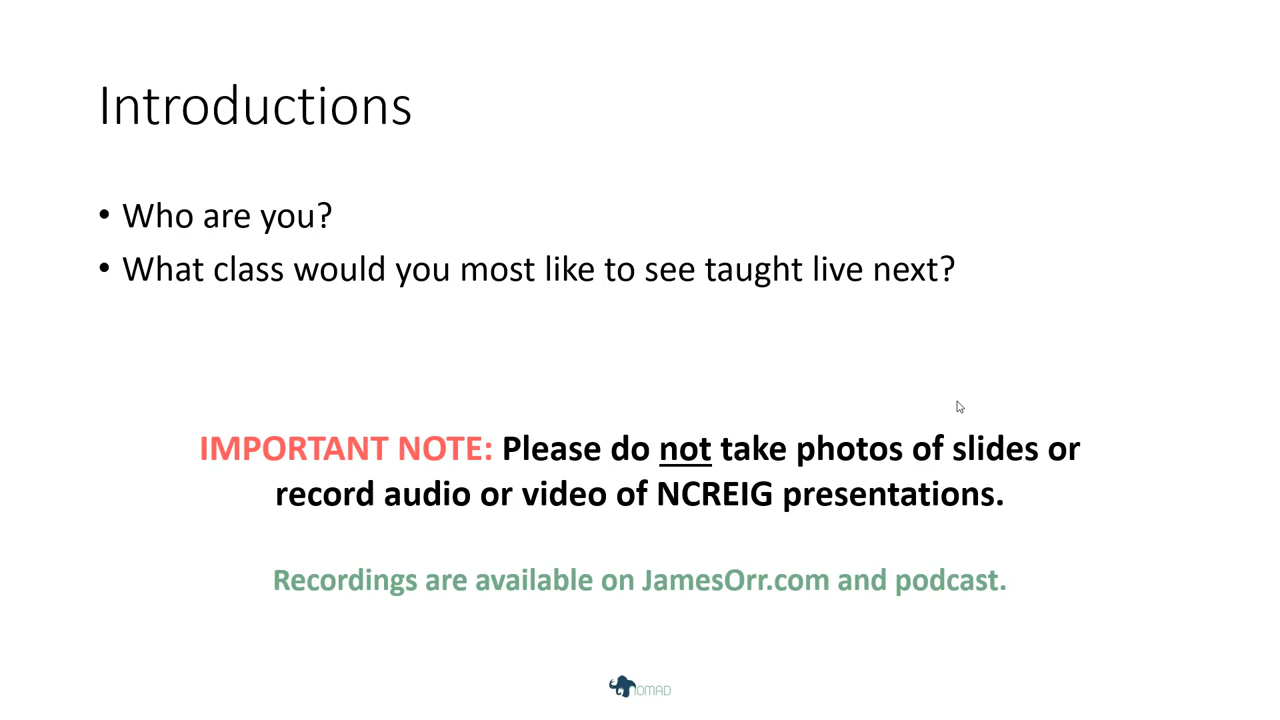 Introductions
• Who are you?
• What class would you most like to see taught live next?
IMPORTANT NOTE: Please do not take photos of slides or
record audio or video of NCREIG presentations.
Recordings are available on JamesOrr.com and podcast.
NOMAD